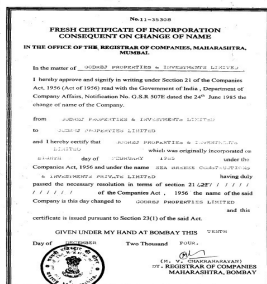 No.11-35308
FRESH CERTIFICATE OF INCORPORATION
CONSEQUENT ON CHANGE OF NAME
IN THE OFFICE OF THE REGISTRAR OF COMPANIES, MAHARASHTRA,
MUMBAI.
In the matter of GODREJ PROPERTIES & INVESTMENTS LIMITED
I hereby approve and signify in writing under Section 21 of the Companies
Act, 1956 (Act of 1956) read with the Government of India, Department of
Company Affairs, Notification No. G.S.R 507E dated the 24th June 1985 the
change of name of the Company.
from GODREJ PROPERTIES & INVESTMENTS LIMITED
to GODREJ PROPERTIES LIMITED
and I hereby certify that GODREJ PROPERTIES & INVESTMENTS
LIMITED which was originally incorporated on
day of FEBRUARY 1985 under the
Companies Act, 1956 and under the name SEA BREEZE CONSTRUCTIONS
& INVESTMENTS PRIVATE LIMITED having duly
passed the necessary resolution in terms of section 21
of the Companies Act, 1956 the name of the said
Company is this day changed to GODREJ PROPERTIES LIMITED
and this
certificate is issued pursuant to Section 23(1) of the said Act.
GIVEN UNDER MY HAND AT BOMBAY THIS TENTH
Day of DECEMBER Two Thousand FOUR.
REGISTRAR OF COMPANIES
MAHARASHTRA, BOMBAY